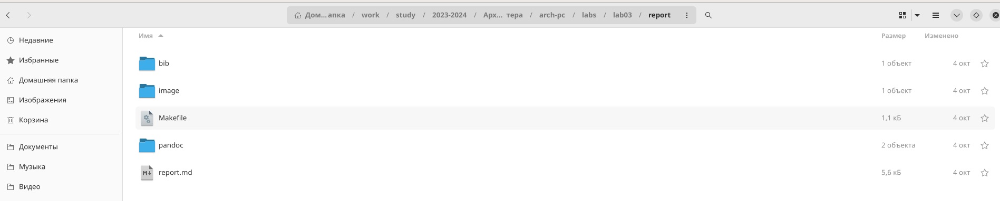 Дом…апка / work / study / 2023-2024 / Арх… тера / arch-pc / labs / lab03 / report
Недавние
Избранные
Домашняя папка
Изображения
Корзина
Документы
Музыка
Видео
Имя Размер Изменено
bib 1 объект 4 окт
image 1 объект 4 окт
Makefile 1,1 кБ 4 окт
pandoc 2 объекта 4 окт
M↓ report.md 5,6 кБ 4 окт